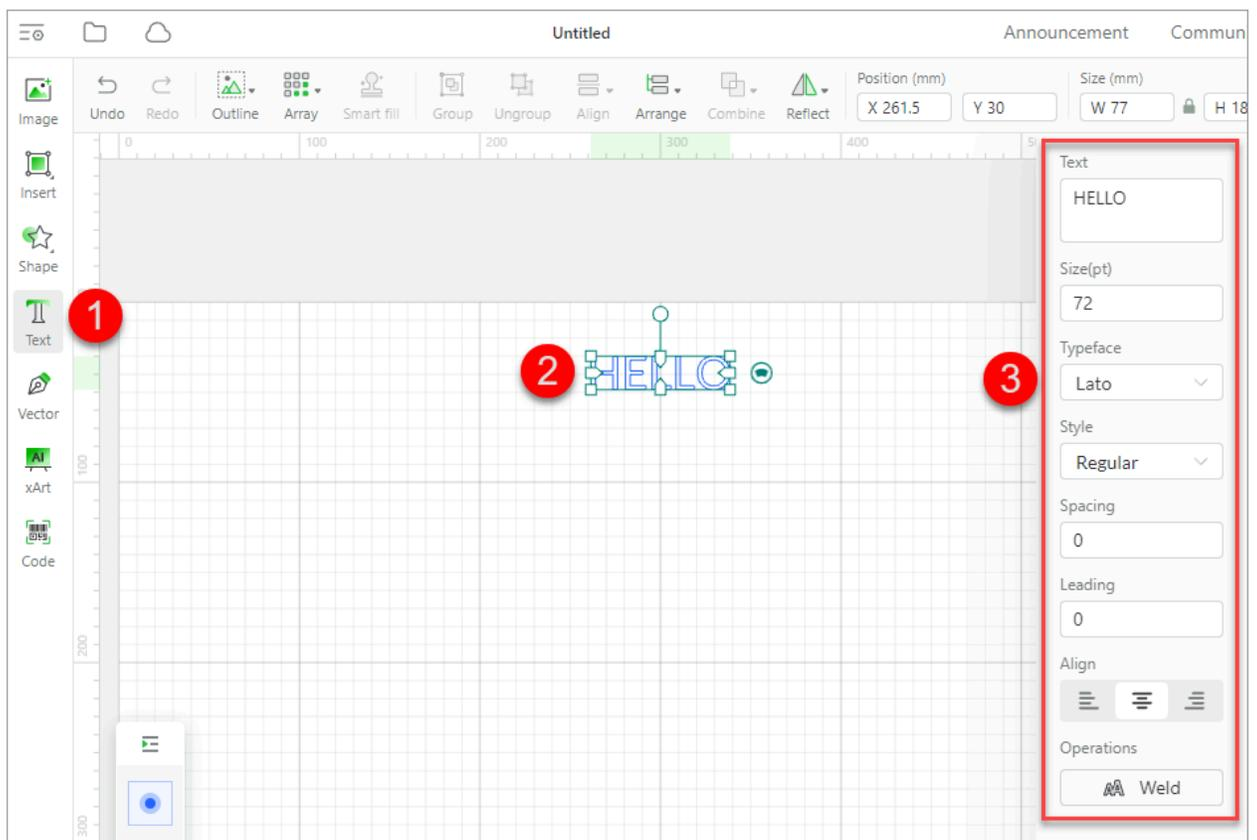 Untitled
Announcement
Commun
Image
Undo
Redo
Outline
Array
Smart fill
Group
Ungroup
Align
Arrange
Combine
Reflect
Position (mm)
X 261.5
Y 30
Size (mm)
W 77
H 18
0
100
200
300
400
Insert
Shape
Text
Vector
AI
xArt
Code
1
2
HELLO
3
100
200
300
Text
HELLO
Size(pt)
72
Typeface
Lato
Style
Regular
Spacing
0
Leading
0
Align
Operations
AA Weld